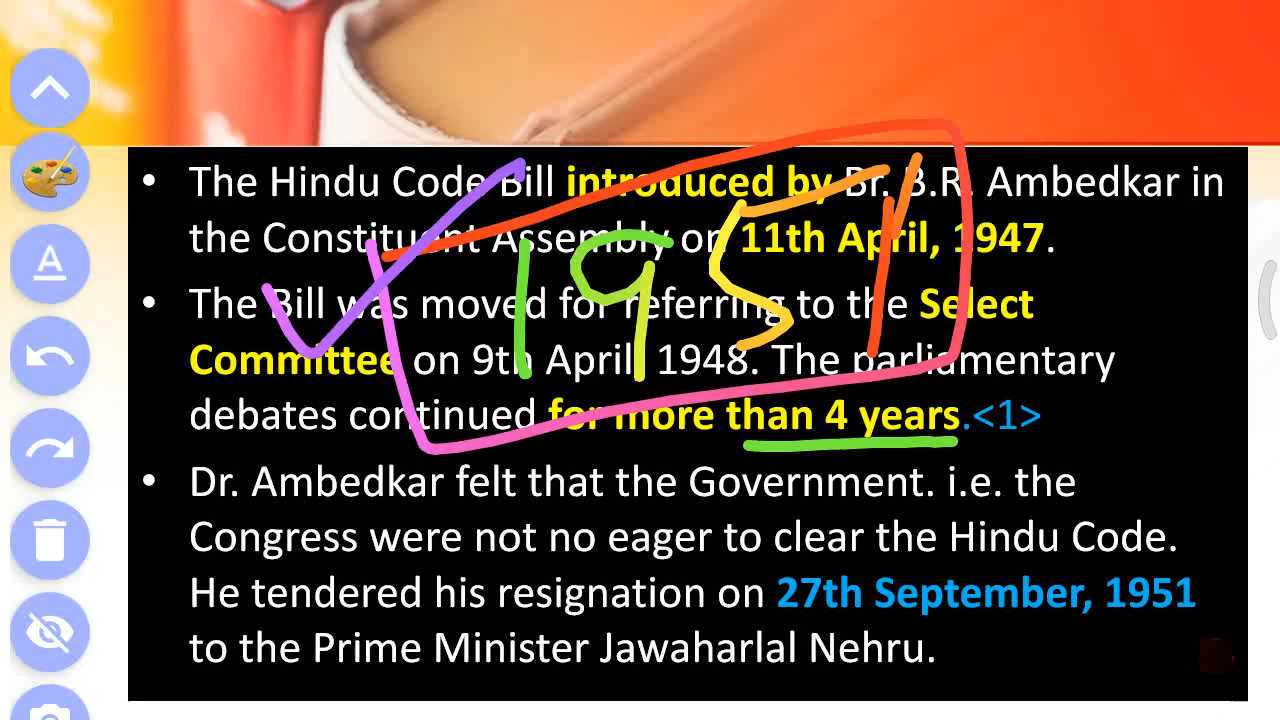 • The Hindu Code Bill introduced by Dr. B.R. Ambedkar in
the Constituent Assembly on 11th April, 1947.
• The Bill was moved for referring to the Select
Committee on 9th April, 1948. The parliamentary
debates continued for more than 4 years.<1>
• Dr. Ambedkar felt that the Government. i.e. the
Congress were not no eager to clear the Hindu Code.
He tendered his resignation on 27th September, 1951
to the Prime Minister Jawaharlal Nehru.
1951
A